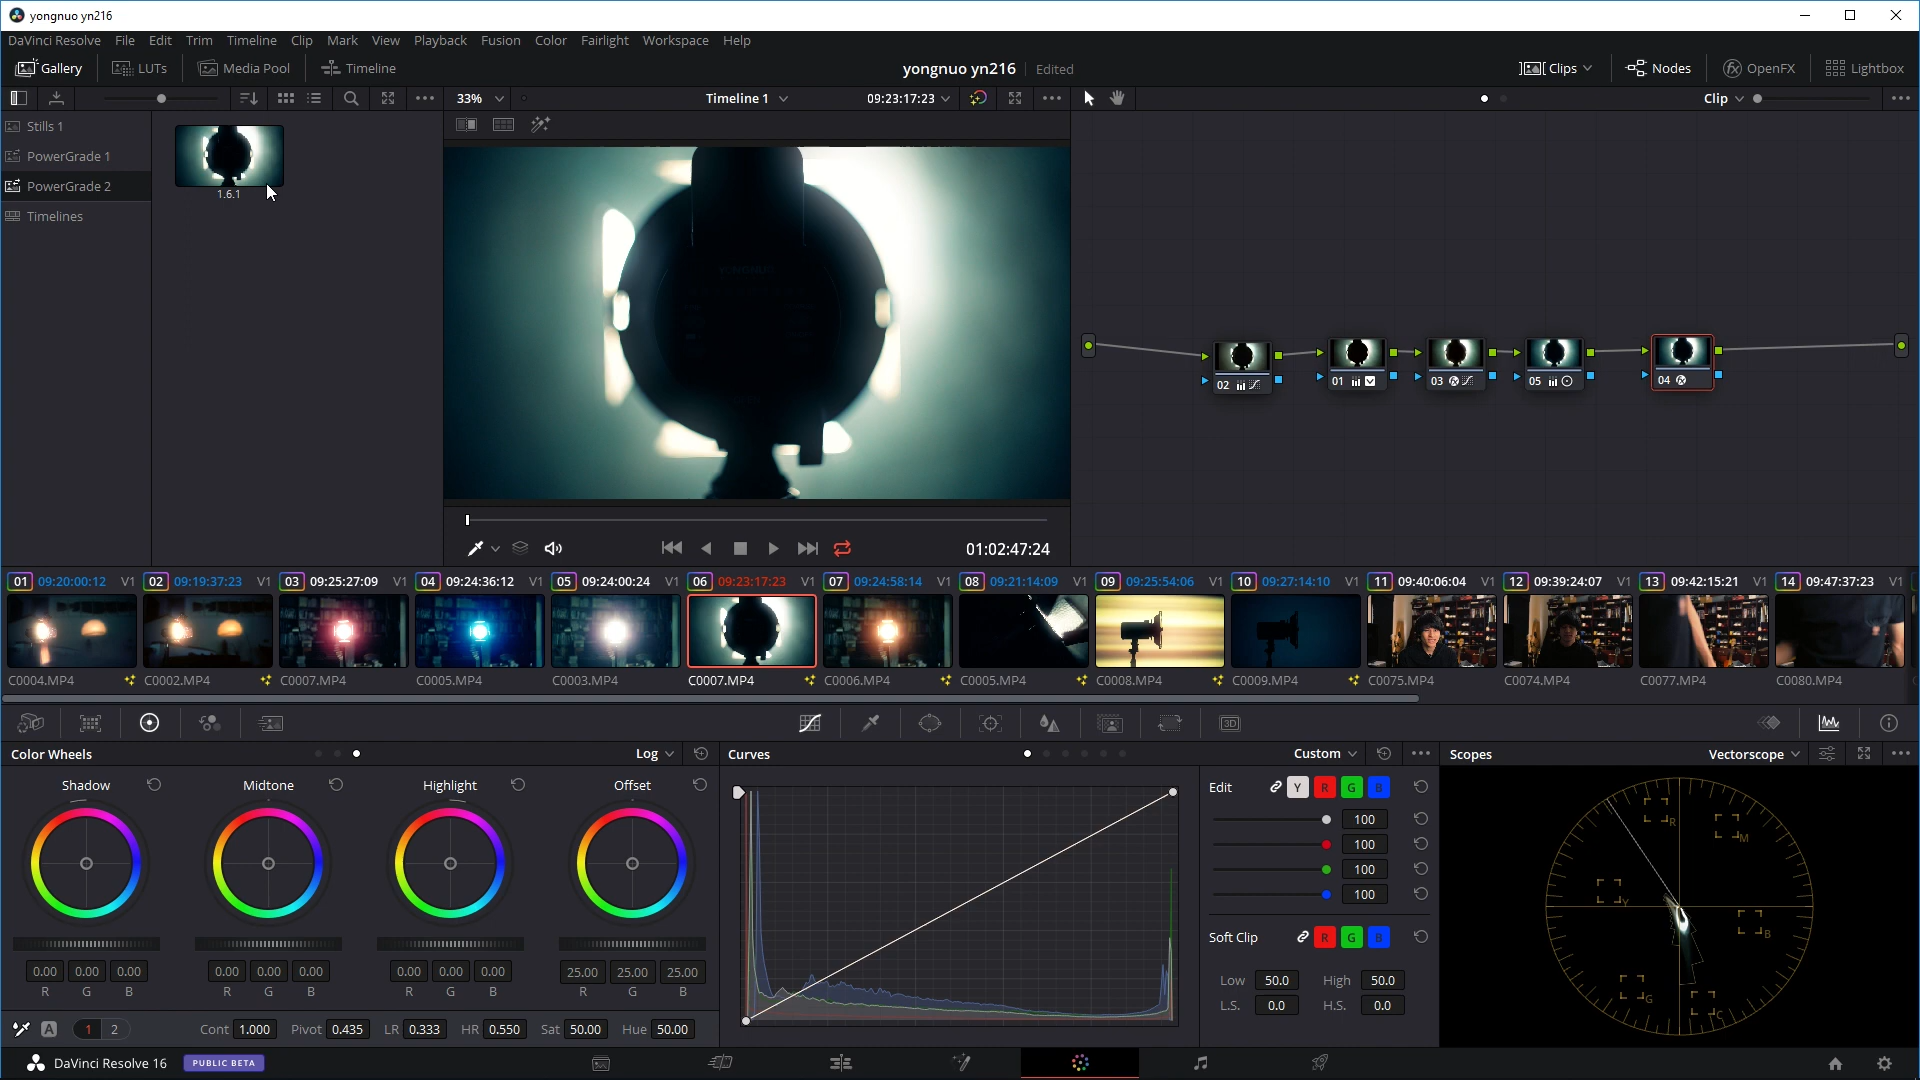 yongnuo yn216
DaVinci Resolve File Edit Trim Timeline Clip Mark View Playback Fusion Color Fairlight Workspace Help
Gallery LUTs Media Pool Timeline yongnuo yn216 Edited Clips Nodes OpenFX Lightbox
33% Timeline 1 09:23:17:23 Clip
Stills 1
PowerGrade 1
PowerGrade 2
Timelines
1.6.1
02 01 03 05 04
01:02:47:24
01 09:20:00:12 V1 02 09:19:37:23 V1 03 09:25:27:09 V1 04 09:24:36:12 V1 05 09:24:00:24 V1 06 09:23:17:23 V1 07 09:24:58:14 V1 08 09:21:14:09 V1 09 09:25:54:06 V1 10 09:27:14:10 V1 11 09:40:06:04 V1 12 09:39:24:07 V1 13 09:42:15:21 V1 14 09:47:37:23 V1
C0004.MP4 C0002.MP4 C0007.MP4 C0005.MP4 C0003.MP4 C0007.MP4 C0006.MP4 C0005.MP4 C0008.MP4 C0009.MP4 C0075.MP4 C0074.MP4 C0077.MP4 C0080.MP4
3D
Color Wheels Log Curves Custom Scopes Vectorscope
Shadow Midtone Highlight Offset
Edit Y R G B
100
100
100
100
Soft Clip R G B
Low 50.0 High 50.0
L.S. 0.0 H.S. 0.0
R M Y B G C
0.00 0.00 0.00 0.00 0.00 0.00 0.00 0.00 0.00 25.00 25.00 25.00
R G B R G B R G B R G B
A 1 2 Cont 1.000 Pivot 0.435 LR 0.333 HR 0.550 Sat 50.00 Hue 50.00
DaVinci Resolve 16 PUBLIC BETA